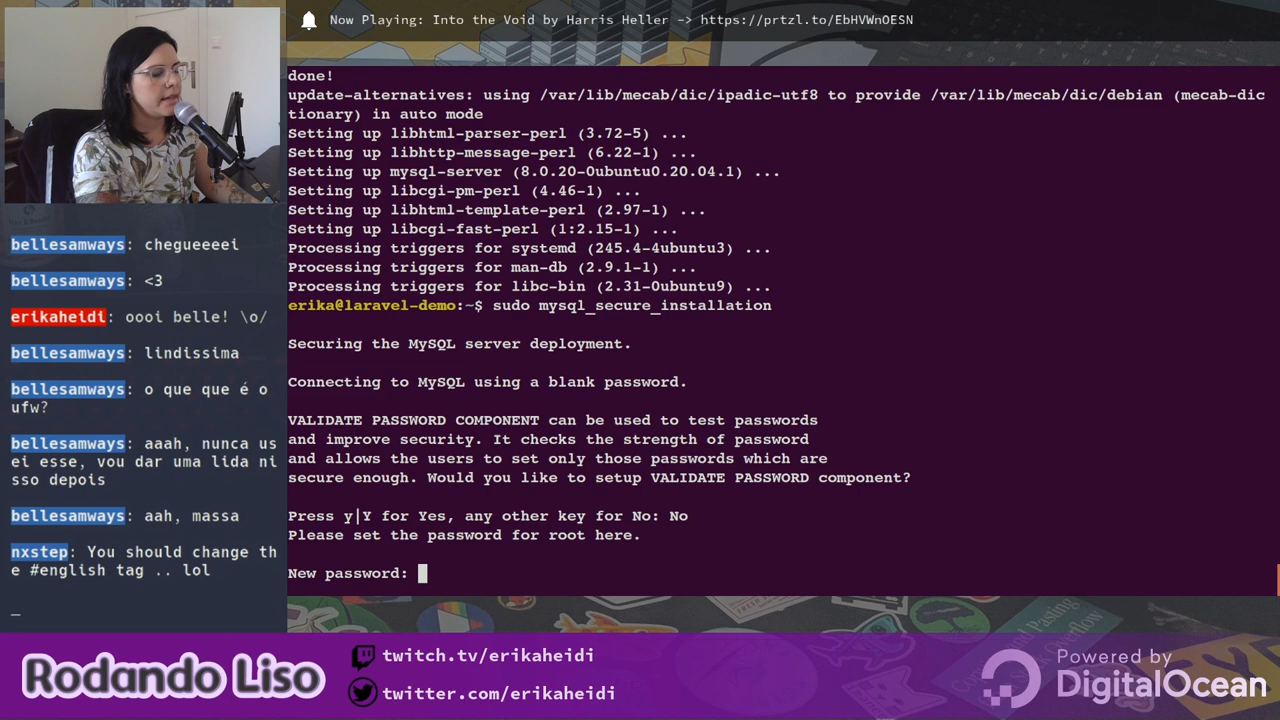 Now Playing: Into the Void by Harris Heller -> https://prtzl.to/EbHVWnOESN
done!
update-alternatives: using /var/lib/mecab/dic/ipadic-utf8 to provide /var/lib/mecab/dic/debian (mecab-dic
tionary) in auto mode
Setting up libhtml-parser-perl (3.72-5) ...
Setting up libhttp-message-perl (6.22-1) ...
Setting up mysql-server (8.0.20-0ubuntu0.20.04.1) ...
Setting up libcgi-pm-perl (4.46-1) ...
Setting up libhtml-template-perl (2.97-1) ...
Setting up libcgi-fast-perl (1:2.15-1) ...
Processing triggers for systemd (245.4-4ubuntu3) ...
Processing triggers for man-db (2.9.1-1) ...
Processing triggers for libc-bin (2.31-0ubuntu9) ...
erika@laravel-demo:~$ sudo mysql_secure_installation
Securing the MySQL server deployment.
Connecting to MySQL using a blank password.
VALIDATE PASSWORD COMPONENT can be used to test passwords
and improve security. It checks the strength of password
and allows the users to set only those passwords which are
secure enough. Would you like to setup VALIDATE PASSWORD component?
Press y|Y for Yes, any other key for No: No
Please set the password for root here.
New password:
bellesamways: chegueeeei
bellesamways: <3
erikaheidi: oooi belle! \o/
bellesamways: lindissima
bellesamways: o que que é o
ufw?
bellesamways: aaah, nunca us
ei esse, vou dar uma lida ni
sso depois
bellesamways: aah, massa
nxstep: You should change th
e #english tag .. lol
_
Rodando Liso
twitch.tv/erikaheidi
twitter.com/erikaheidi
Powered by
DigitalOcean